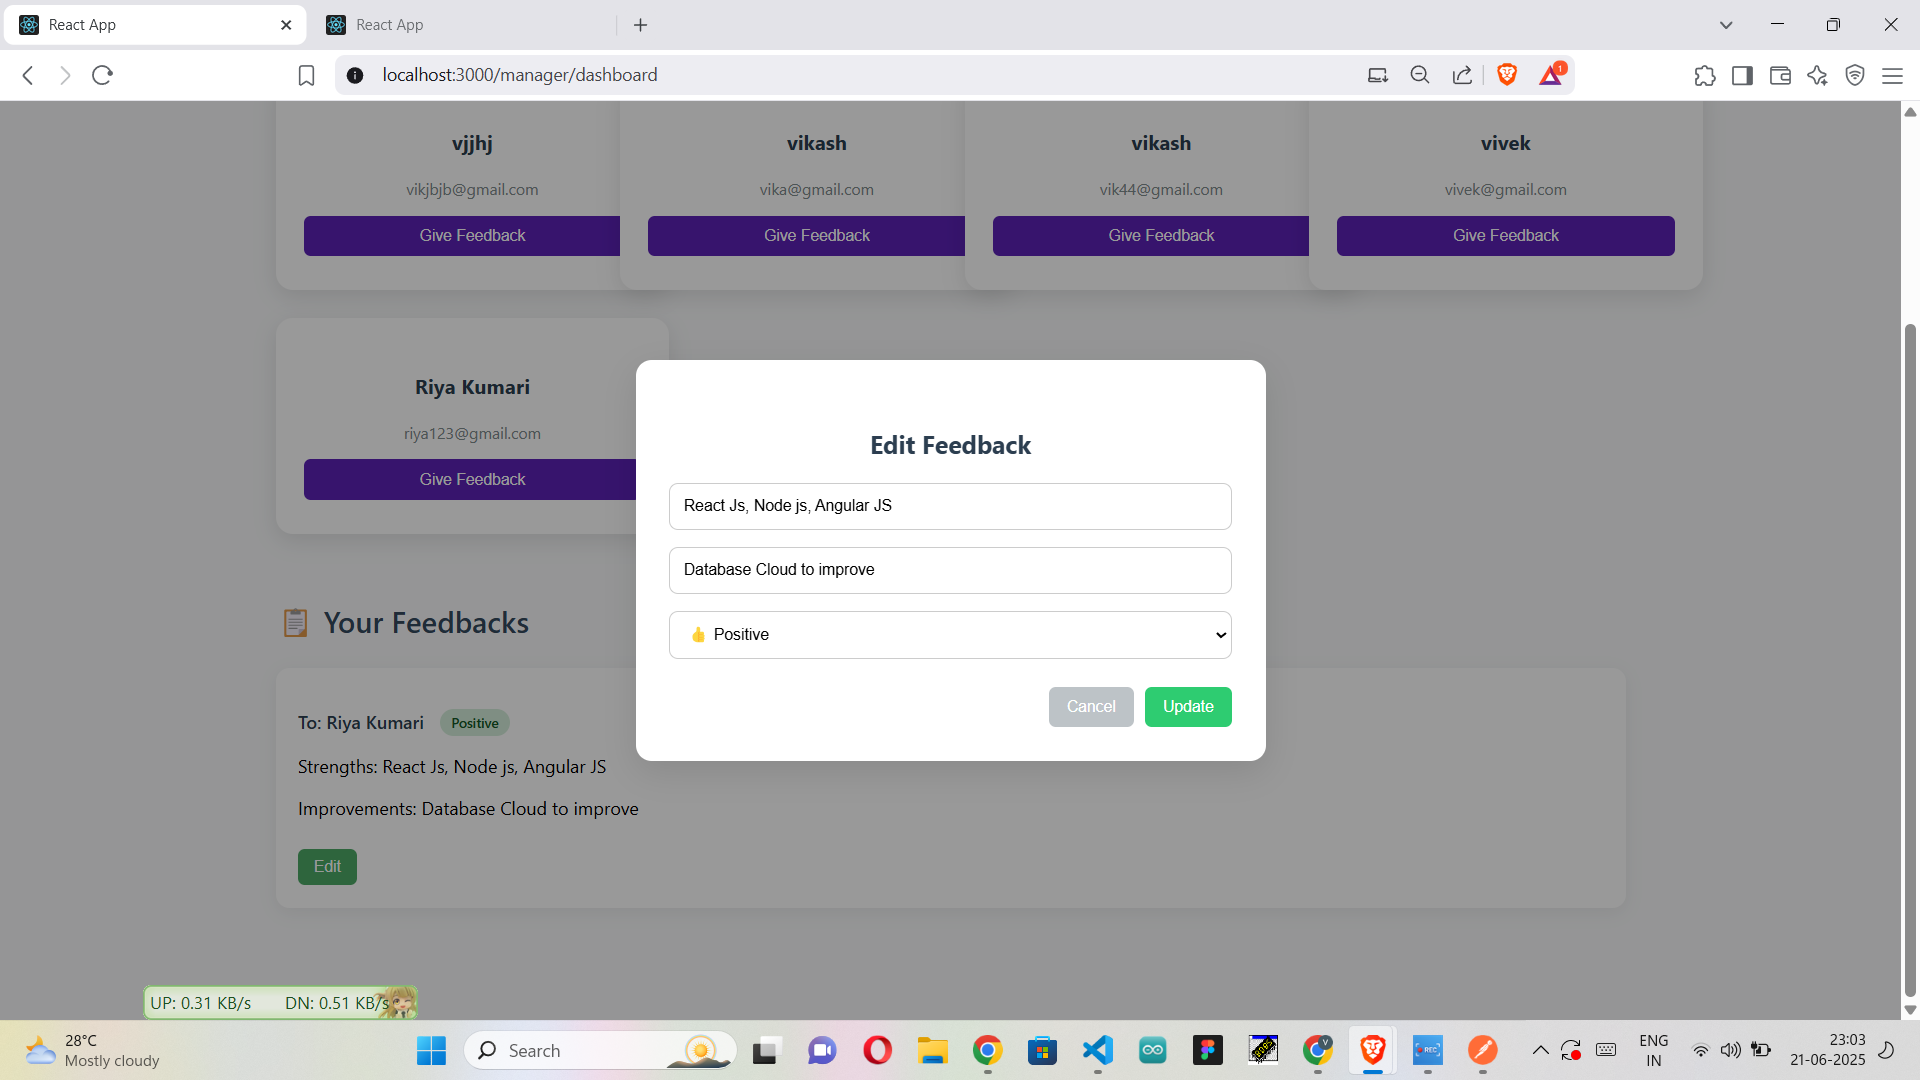 React App
React App
localhost:3000/manager/dashboard
1
vjjhj
vikash
vikash
vivek
vikjbjb@gmail.com
vika@gmail.com
vik44@gmail.com
vivek@gmail.com
Give Feedback
Give Feedback
Give Feedback
Give Feedback
Riya Kumari
riya123@gmail.com
Give Feedback
Edit Feedback
React Js, Node js, Angular JS
Database Cloud to improve
👍 Positive
Cancel
Update
📋 Your Feedbacks
To: Riya Kumari
Positive
Strengths: React Js, Node js, Angular JS
Improvements: Database Cloud to improve
Edit
UP: 0.31 KB/s DN: 0.51 KB/s
28°C
Mostly cloudy
Search
V
REC
ENG
IN
23:03
21-06-2025